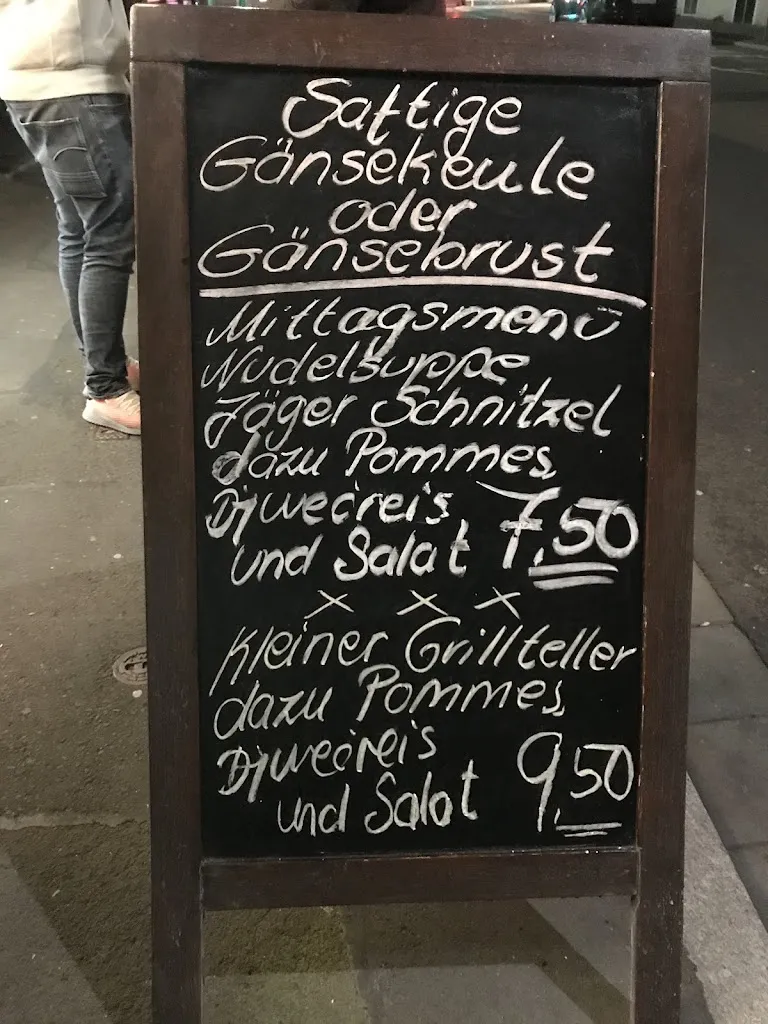 Saftige
Gänsekeule
oder
Gänsebrust
Mittagsmenü
Nudelsuppe
Jäger Schnitzel
dazu Pommes,
Djuvecreis
und Salat 7,50
x x x
Kleiner Grillteller
dazu Pommes,
Djuvecreis
und Salat 9,50